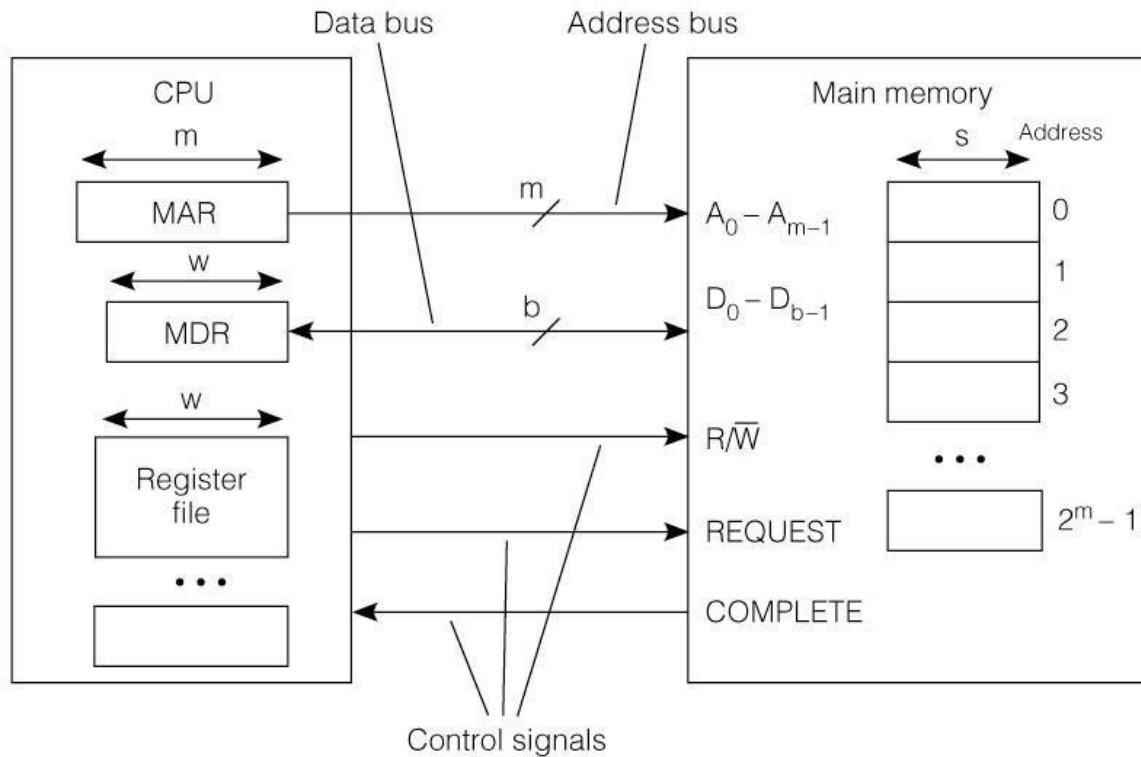 Data bus
Address bus
CPU
m
MAR
w
MDR
w
Register
file
• • •
m
b
Main memory
s
Address
A₀ – Aₘ₋₁
D₀ – D_b₋₁
R/W̅
REQUEST
COMPLETE
0
1
2
3
• • •
2ᵐ – 1
Control signals